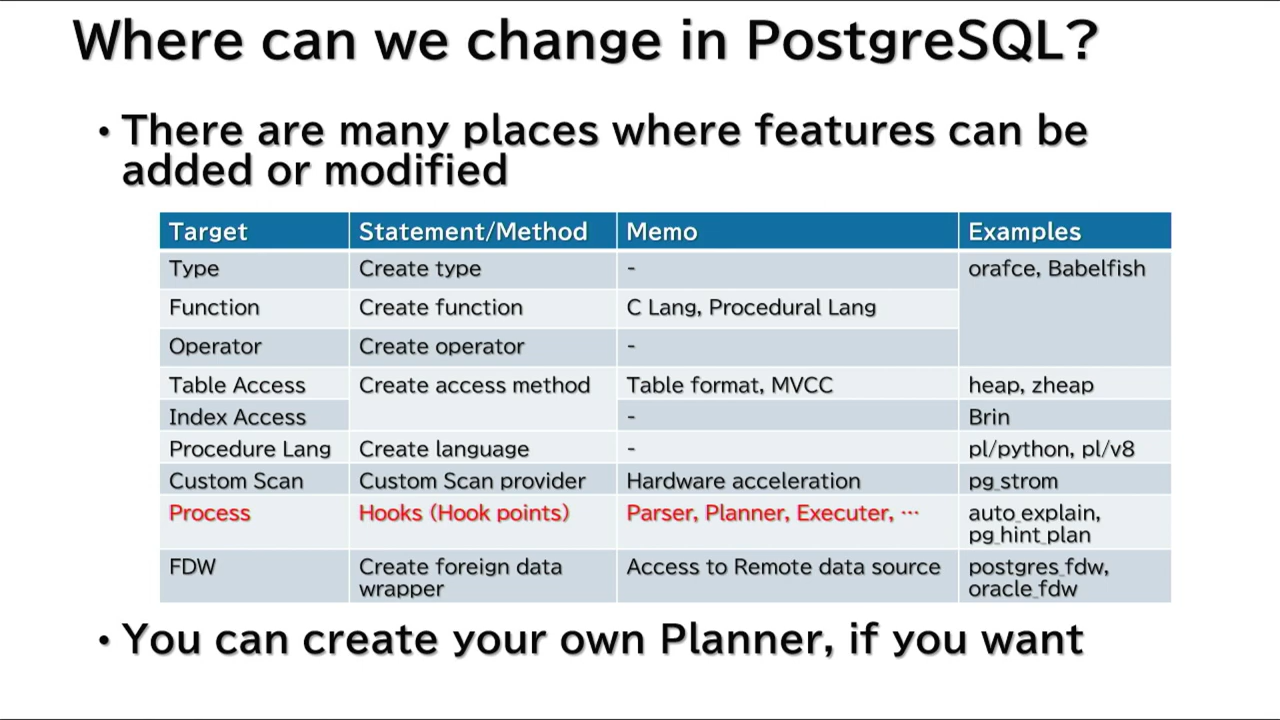 Where can we change in PostgreSQL?
• There are many places where features can be
added or modified
Target Statement/Method Memo Examples
Type Create type - orafce, Babelfish
Function Create function C Lang, Procedural Lang
Operator Create operator -
Table Access Create access method Table format, MVCC heap, zheap
Index Access - Brin
Procedure Lang Create language - pl/python, pl/v8
Custom Scan Custom Scan provider Hardware acceleration pg_strom
Process Hooks (Hook points) Parser, Planner, Executer, … auto_explain,
pg_hint_plan
FDW Create foreign data Access to Remote data source postgres_fdw,
wrapper oracle_fdw
• You can create your own Planner, if you want